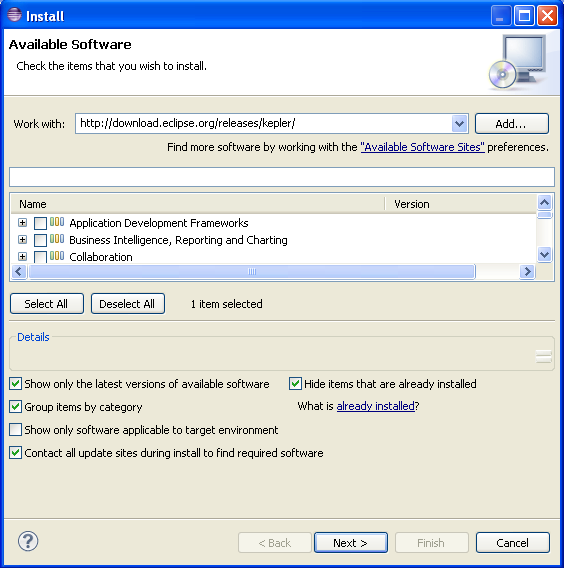 Install
Available Software
Check the items that you wish to install.
Work with: http://download.eclipse.org/releases/kepler/ Add...
Find more software by working with the "Available Software Sites" preferences.
Name Version
Application Development Frameworks
Business Intelligence, Reporting and Charting
Collaboration
Select All Deselect All 1 item selected
Details
Show only the latest versions of available software Hide items that are already installed
Group items by category What is already installed?
Show only software applicable to target environment
Contact all update sites during install to find required software
? < Back Next > Finish Cancel